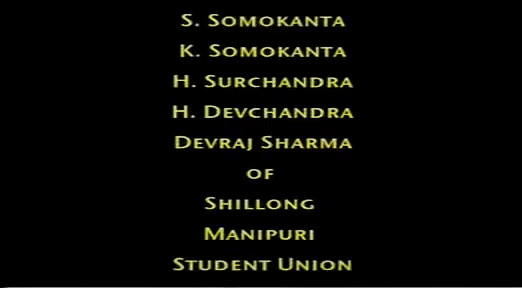 S. SOMOKANTA
K. SOMOKANTA
H. SURCHANDRA
H. DEVCHANDRA
DEVRAJ SHARMA
OF
SHILLONG
MANIPURI
STUDENT UNION